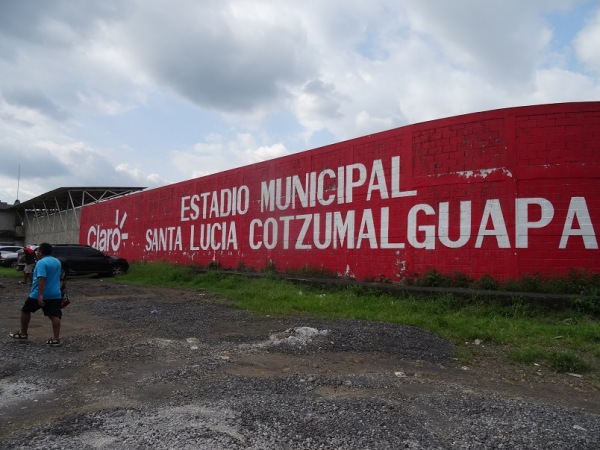 ESTADIO MUNICIPAL
Claro
SANTA LUCIA COTZUMALGUAPA